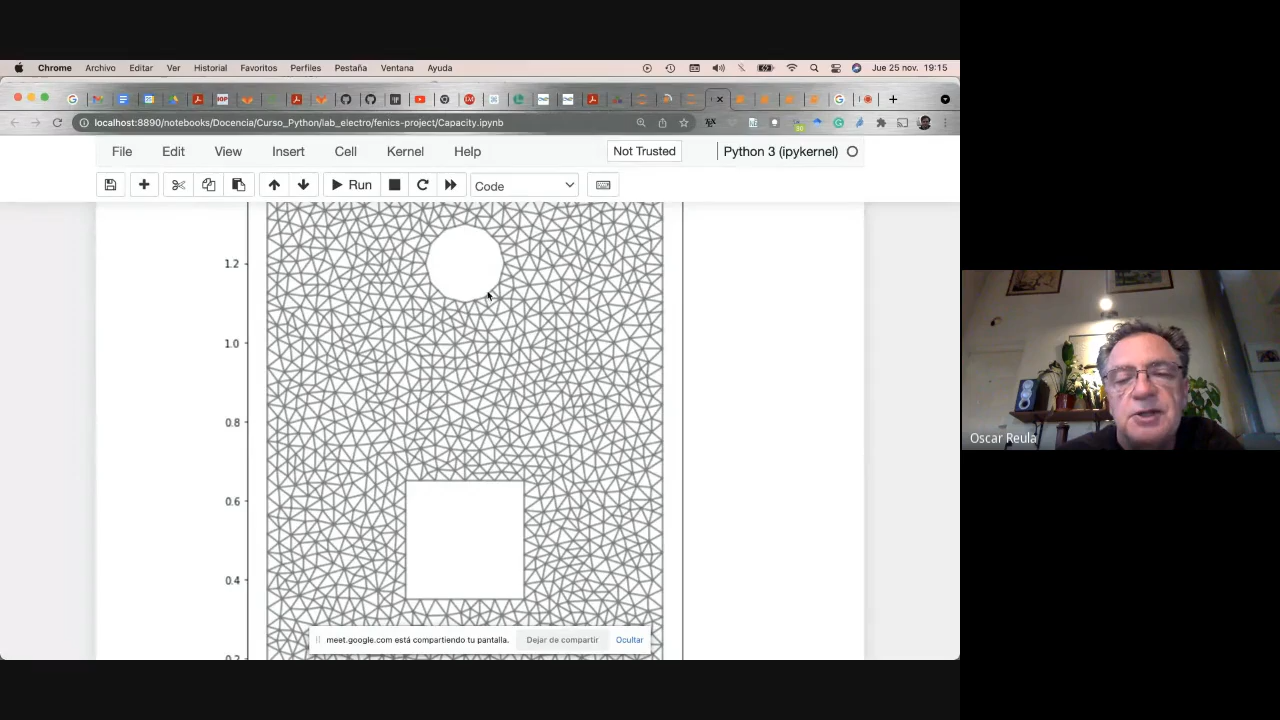 Chrome Archivo Editar Ver Historial Favoritos Perfiles Pestaña Ventana Ayuda Jue 25 nov. 19:15
localhost:8890/notebooks/Docencia/Curso_Python/lab_electro/fenics-project/Capacity.ipynb
File Edit View Insert Cell Kernel Help Not Trusted Python 3 (ipykernel)
Run Code
1.2
1.0
0.8
0.6
0.4
0.2
meet.google.com está compartiendo tu pantalla. Dejar de compartir Ocultar
Oscar Reula